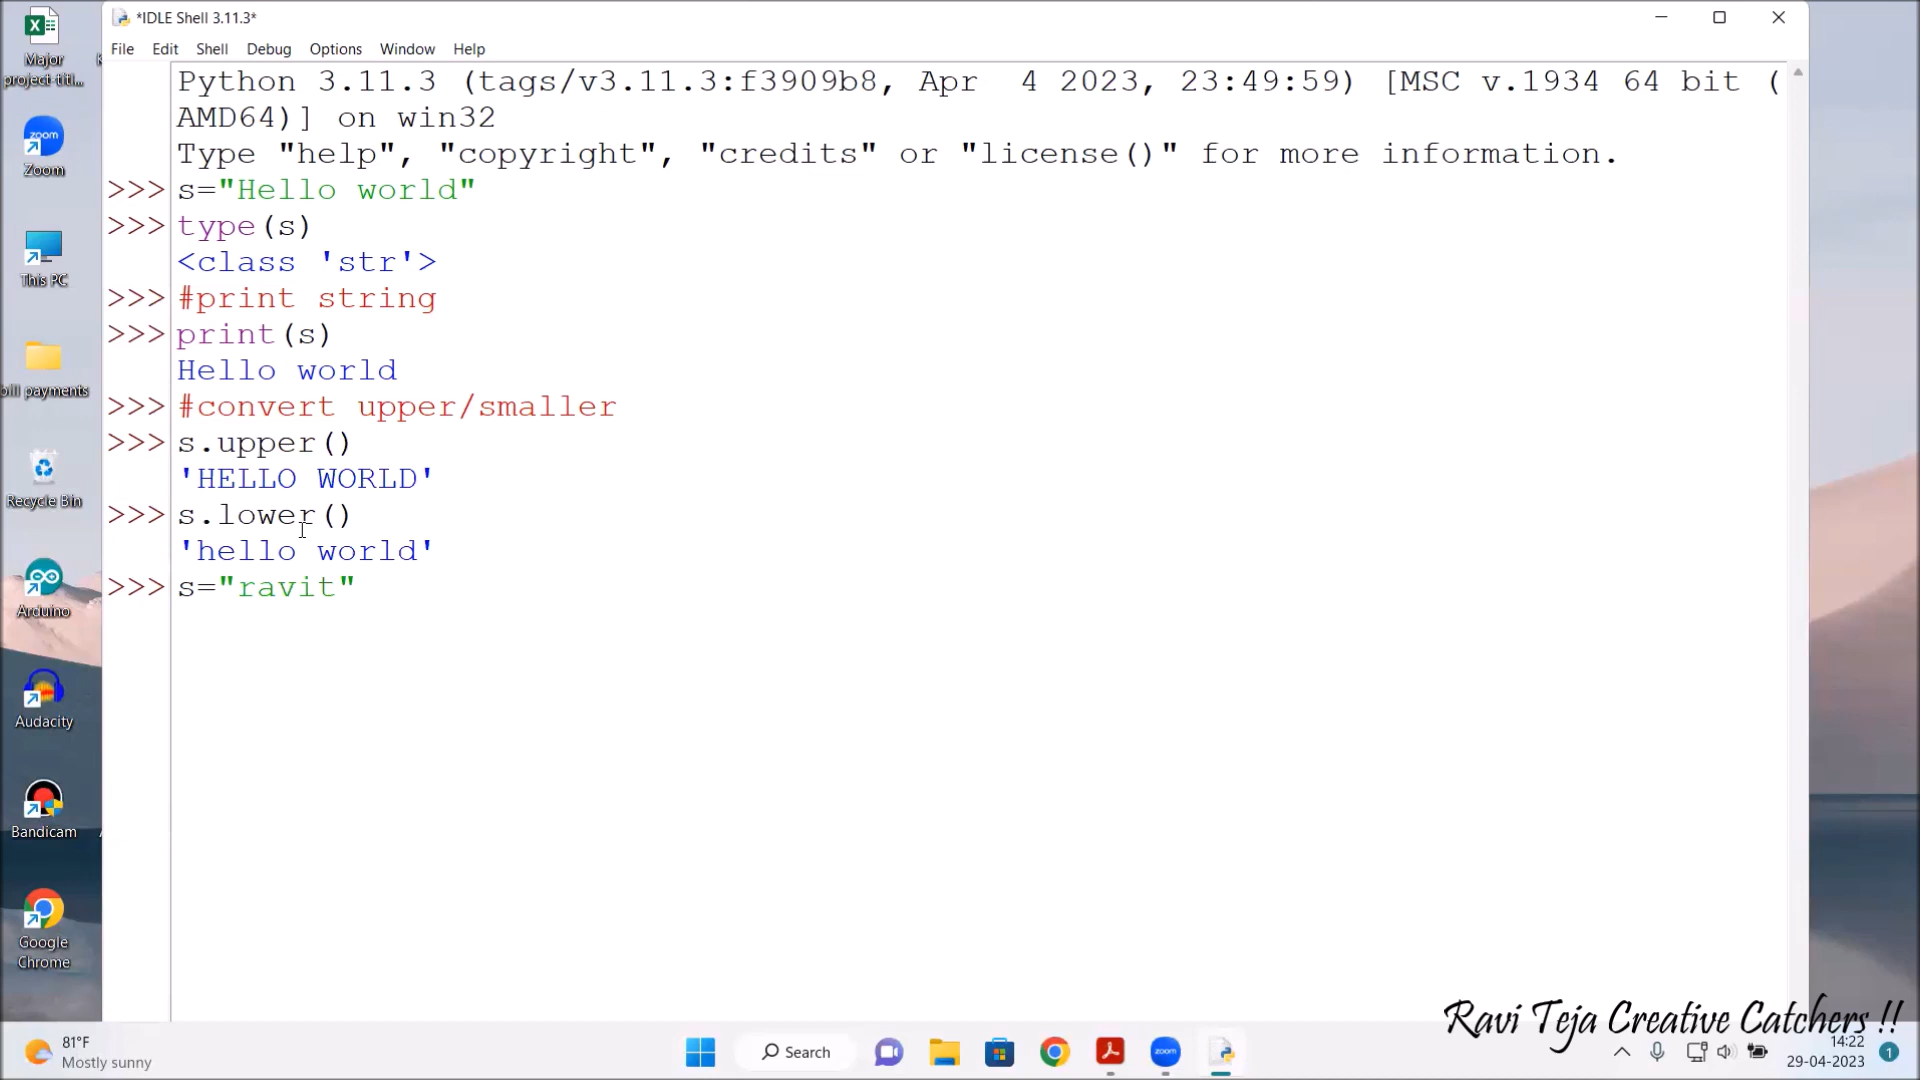 *IDLE Shell 3.11.3*
File Edit Shell Debug Options Window Help
Python 3.11.3 (tags/v3.11.3:f3909b8, Apr  4 2023, 23:49:59) [MSC v.1934 64 bit (
AMD64)] on win32
Type "help", "copyright", "credits" or "license()" for more information.
>>> s="Hello world"
>>> type(s)
<class 'str'>
>>> #print string
>>> print(s)
Hello world
>>> #convert upper/smaller
>>> s.upper()
'HELLO WORLD'
>>> s.lower()
'hello world'
>>> s="ravit"
Major
project-titl...
zoom
Zoom
This PC
bill payments
Recycle Bin
Arduino
Audacity
Bandicam
Google
Chrome
Ravi Teja Creative Catchers !!
81°F
Mostly sunny
Search
zoom
14:22
29-04-2023
1